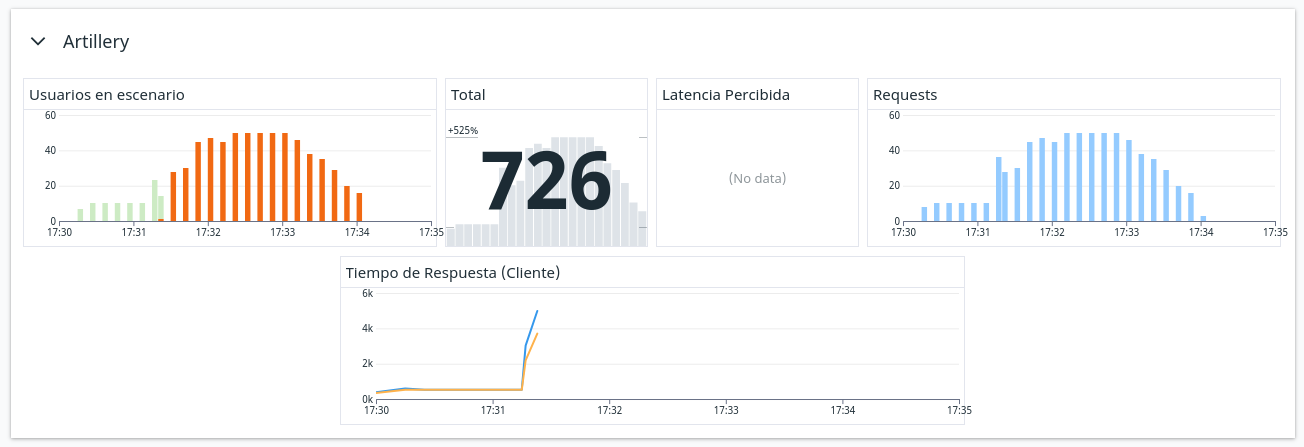 Artillery
Usuarios en escenario
60
40
20
0
17:30 17:31 17:32 17:33 17:34 17:35
Total
+525%
726
Latencia Percibida
(No data)
Requests
60
40
20
0
17:30 17:31 17:32 17:33 17:34 17:35
Tiempo de Respuesta (Cliente)
6k
4k
2k
0k
17:30 17:31 17:32 17:33 17:34 17:35